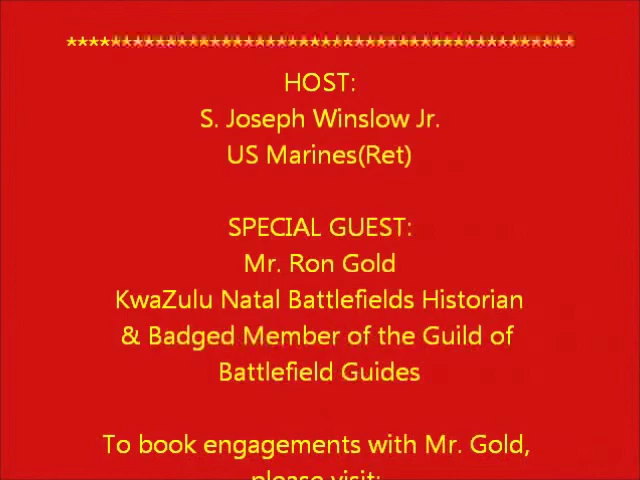 **********************************************
HOST:
S. Joseph Winslow Jr.
US Marines(Ret)
SPECIAL GUEST:
Mr. Ron Gold
KwaZulu Natal Battlefields Historian
& Badged Member of the Guild of
Battlefield Guides
To book engagements with Mr. Gold,
please visit: